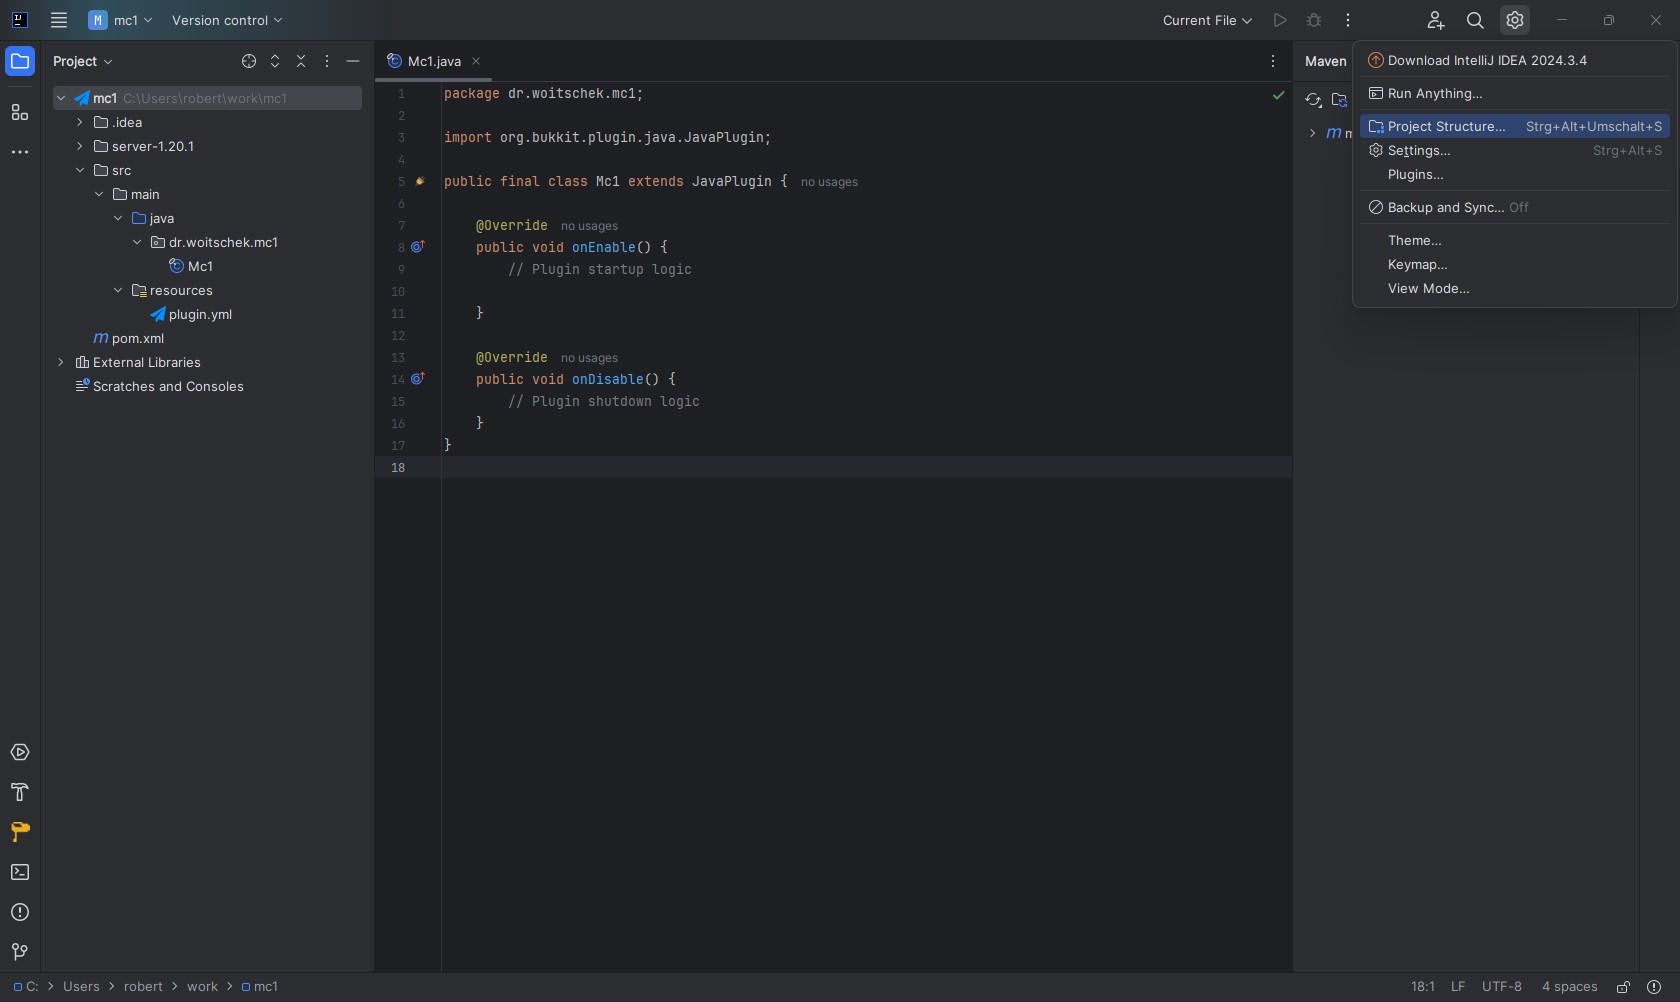 mc1
Version control
Current File
Project
mc1 C:\Users\robert\work\mc1
.idea
server-1.20.1
src
main
java
dr.woitschek.mc1
Mc1
resources
plugin.yml
pom.xml
External Libraries
Scratches and Consoles
Mc1.java
1 package dr.woitschek.mc1;
2
3 import org.bukkit.plugin.java.JavaPlugin;
4
5 public final class Mc1 extends JavaPlugin { no usages
6
7 @Override no usages
8 public void onEnable() {
9 // Plugin startup logic
10
11 }
12
13 @Override no usages
14 public void onDisable() {
15 // Plugin shutdown logic
16 }
17 }
18
Maven
m
Download IntelliJ IDEA 2024.3.4
Run Anything...
Project Structure... Strg+Alt+Umschalt+S
Settings... Strg+Alt+S
Plugins...
Backup and Sync... Off
Theme...
Keymap...
View Mode...
C: > Users > robert > work > mc1
18:1 LF UTF-8 4 spaces